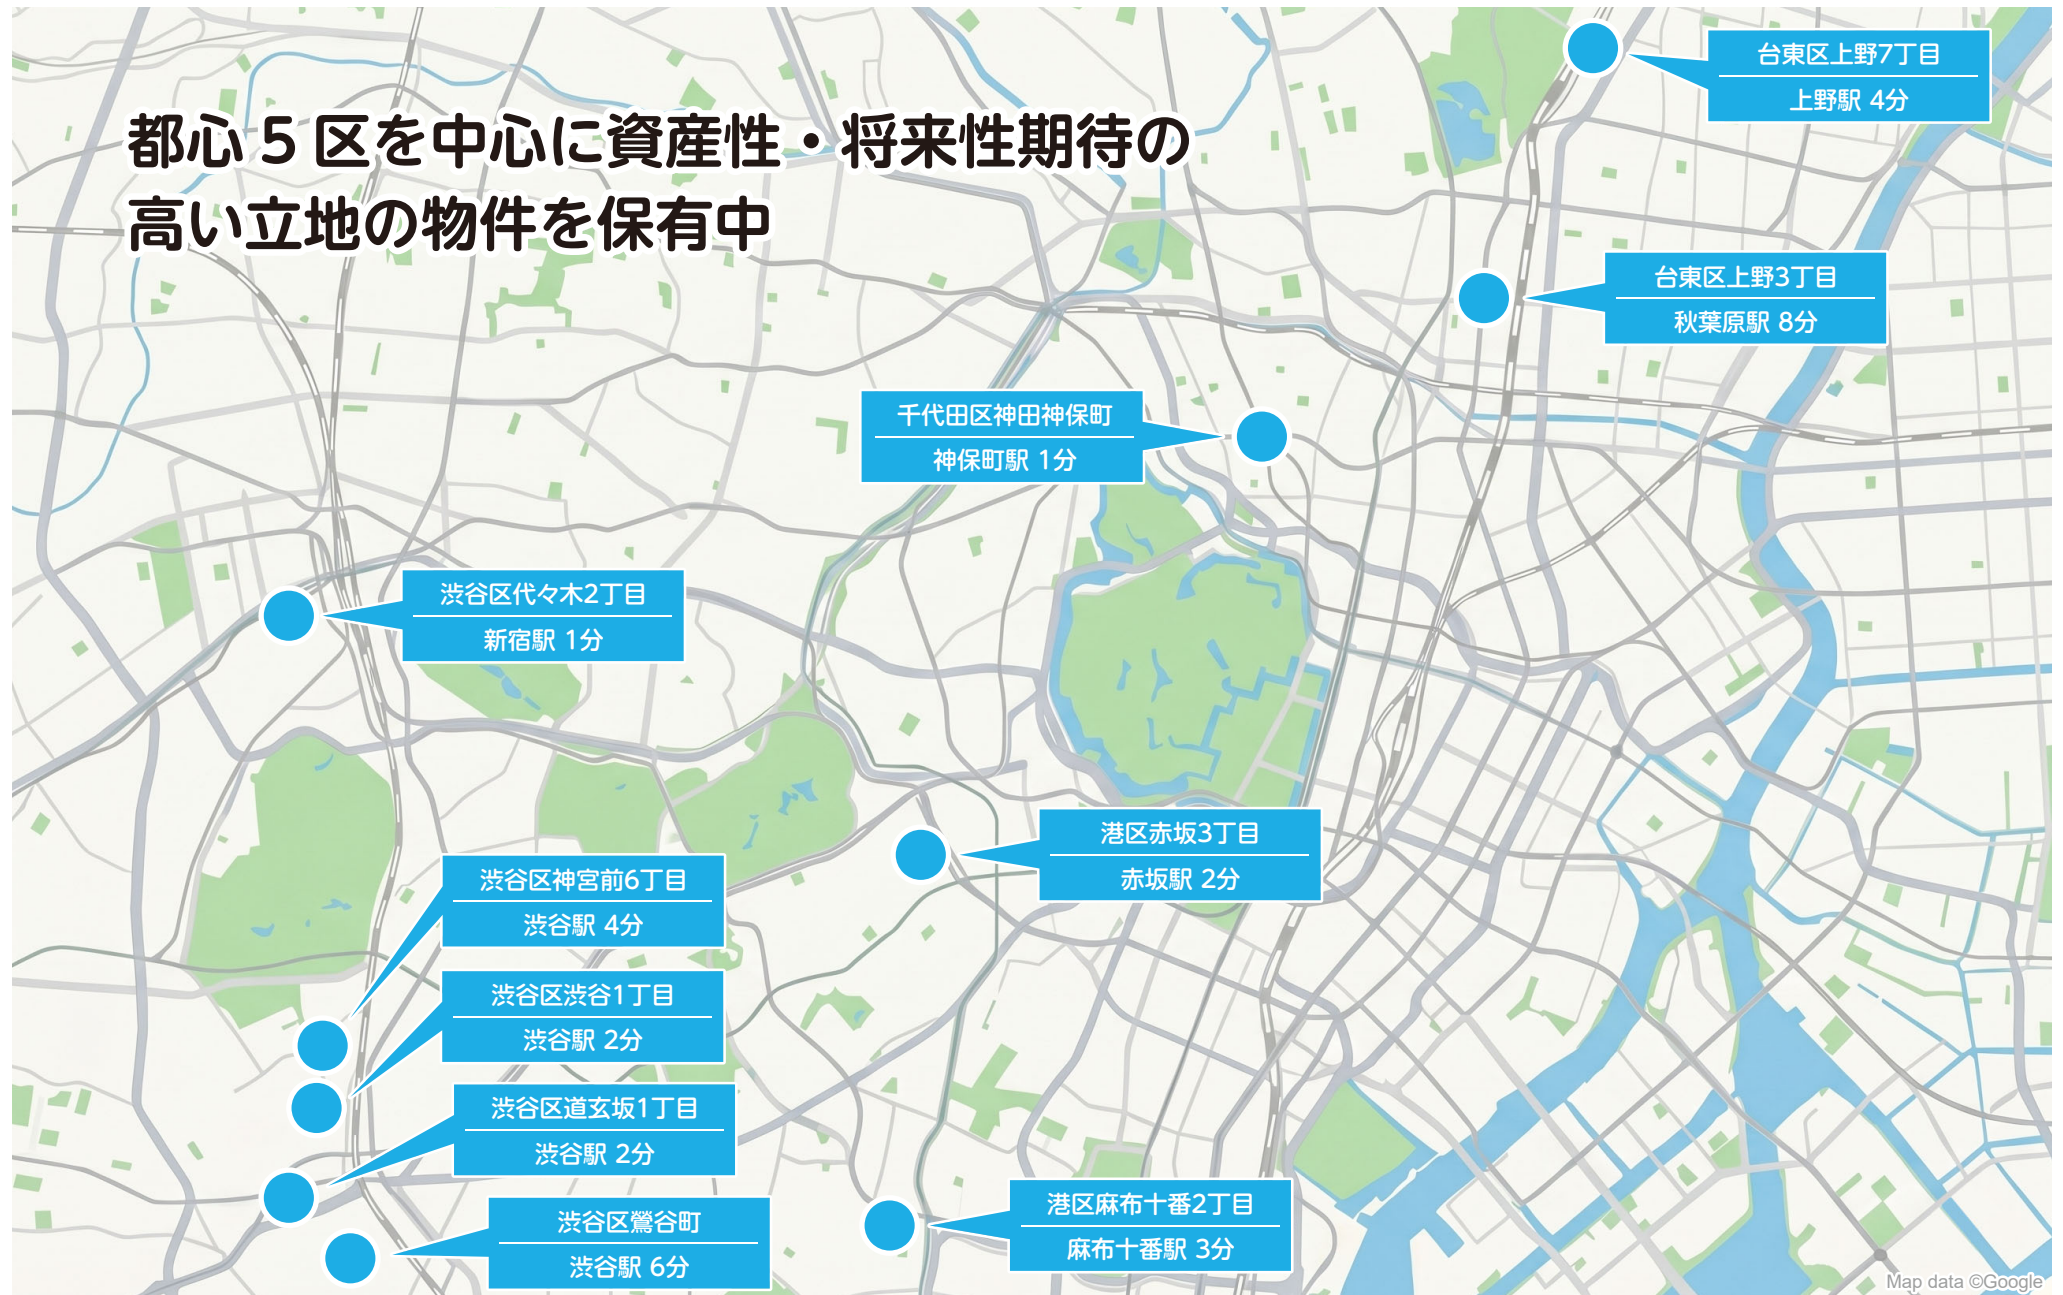 都心5区を中心に資産性・将来性期待の
高い立地の物件を保有中
台東区上野7丁目
上野駅 4分
台東区上野3丁目
秋葉原駅 8分
千代田区神田神保町
神保町駅 1分
渋谷区代々木2丁目
新宿駅 1分
港区赤坂3丁目
赤坂駅 2分
渋谷区神宮前6丁目
渋谷駅 4分
渋谷区渋谷1丁目
渋谷駅 2分
渋谷区道玄坂1丁目
渋谷駅 2分
渋谷区鶯谷町
渋谷駅 6分
港区麻布十番2丁目
麻布十番駅 3分
Map data ©Google